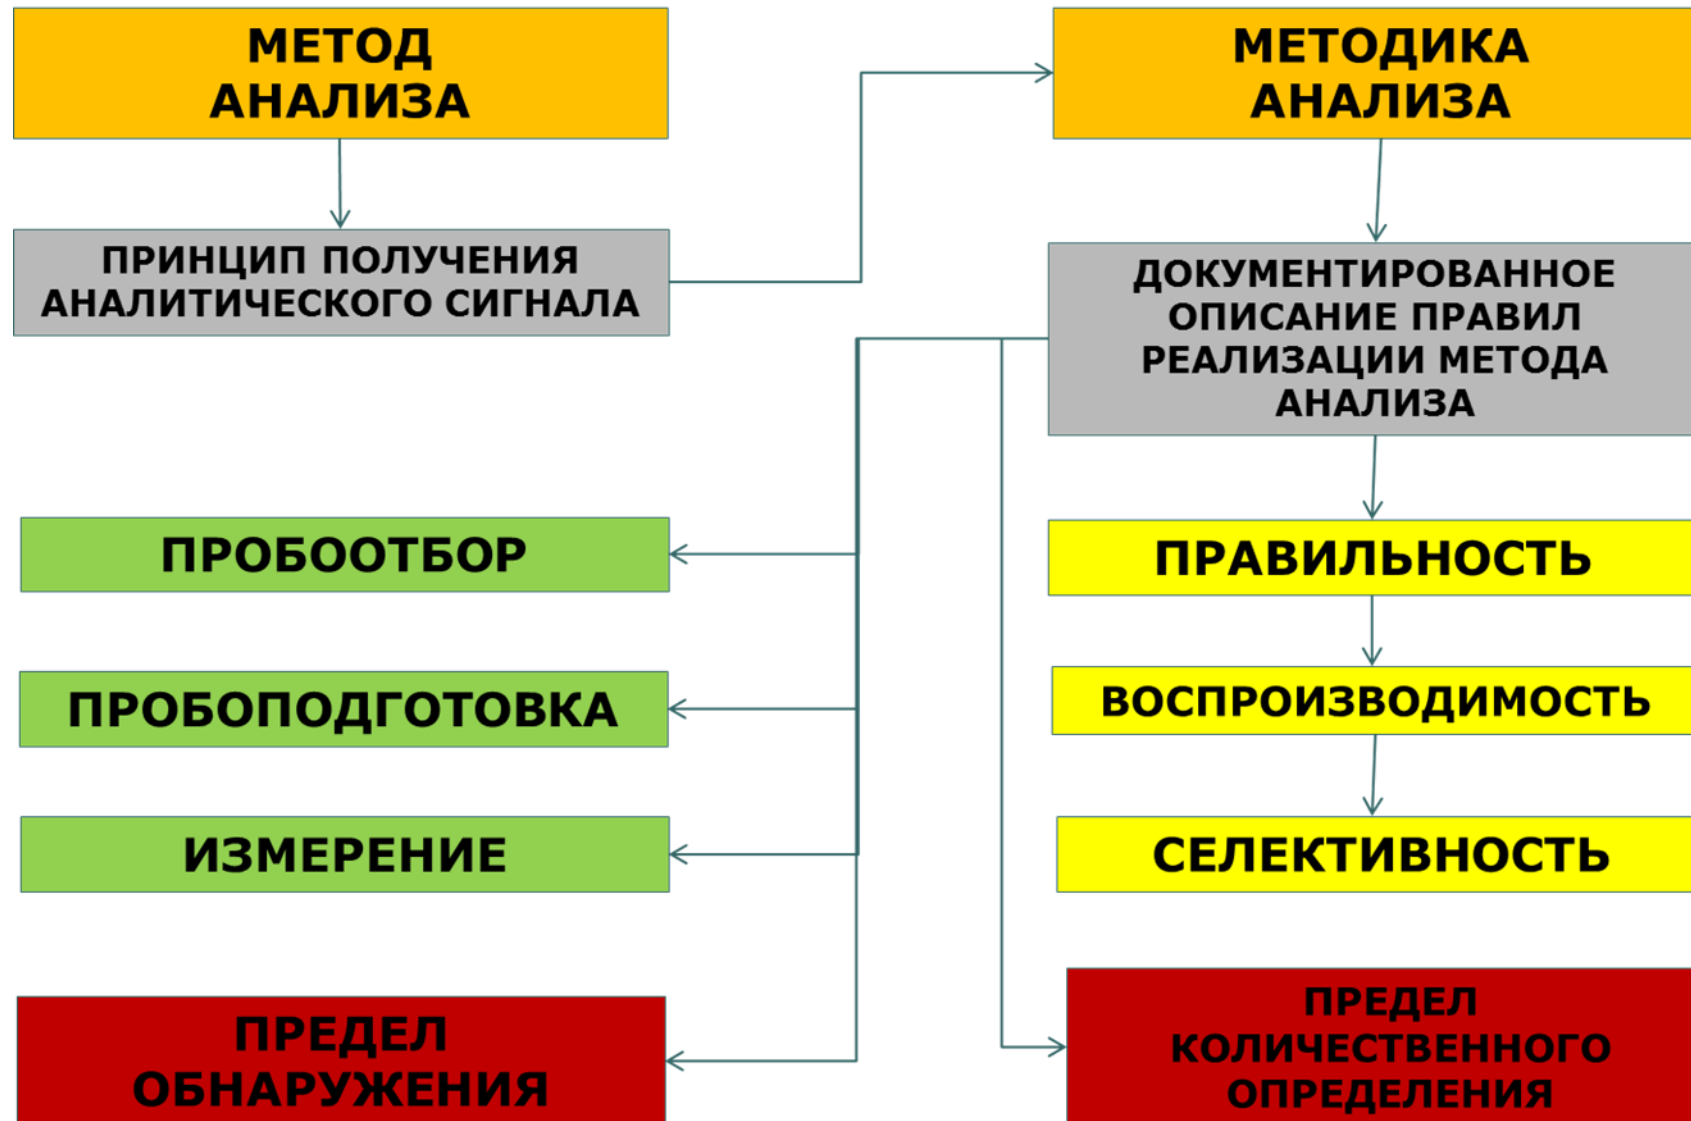 МЕТОД
АНАЛИЗА
МЕТОДИКА
АНАЛИЗА
ПРИНЦИП ПОЛУЧЕНИЯ
АНАЛИТИЧЕСКОГО СИГНАЛА
ДОКУМЕНТИРОВАННОЕ
ОПИСАНИЕ ПРАВИЛ
РЕАЛИЗАЦИИ МЕТОДА
АНАЛИЗА
ПРОБООТБОР
ПРАВИЛЬНОСТЬ
ПРОБОПОДГОТОВКА
ВОСПРОИЗВОДИМОСТЬ
ИЗМЕРЕНИЕ
СЕЛЕКТИВНОСТЬ
ПРЕДЕЛ
ОБНАРУЖЕНИЯ
ПРЕДЕЛ
КОЛИЧЕСТВЕННОГО
ОПРЕДЕЛЕНИЯ